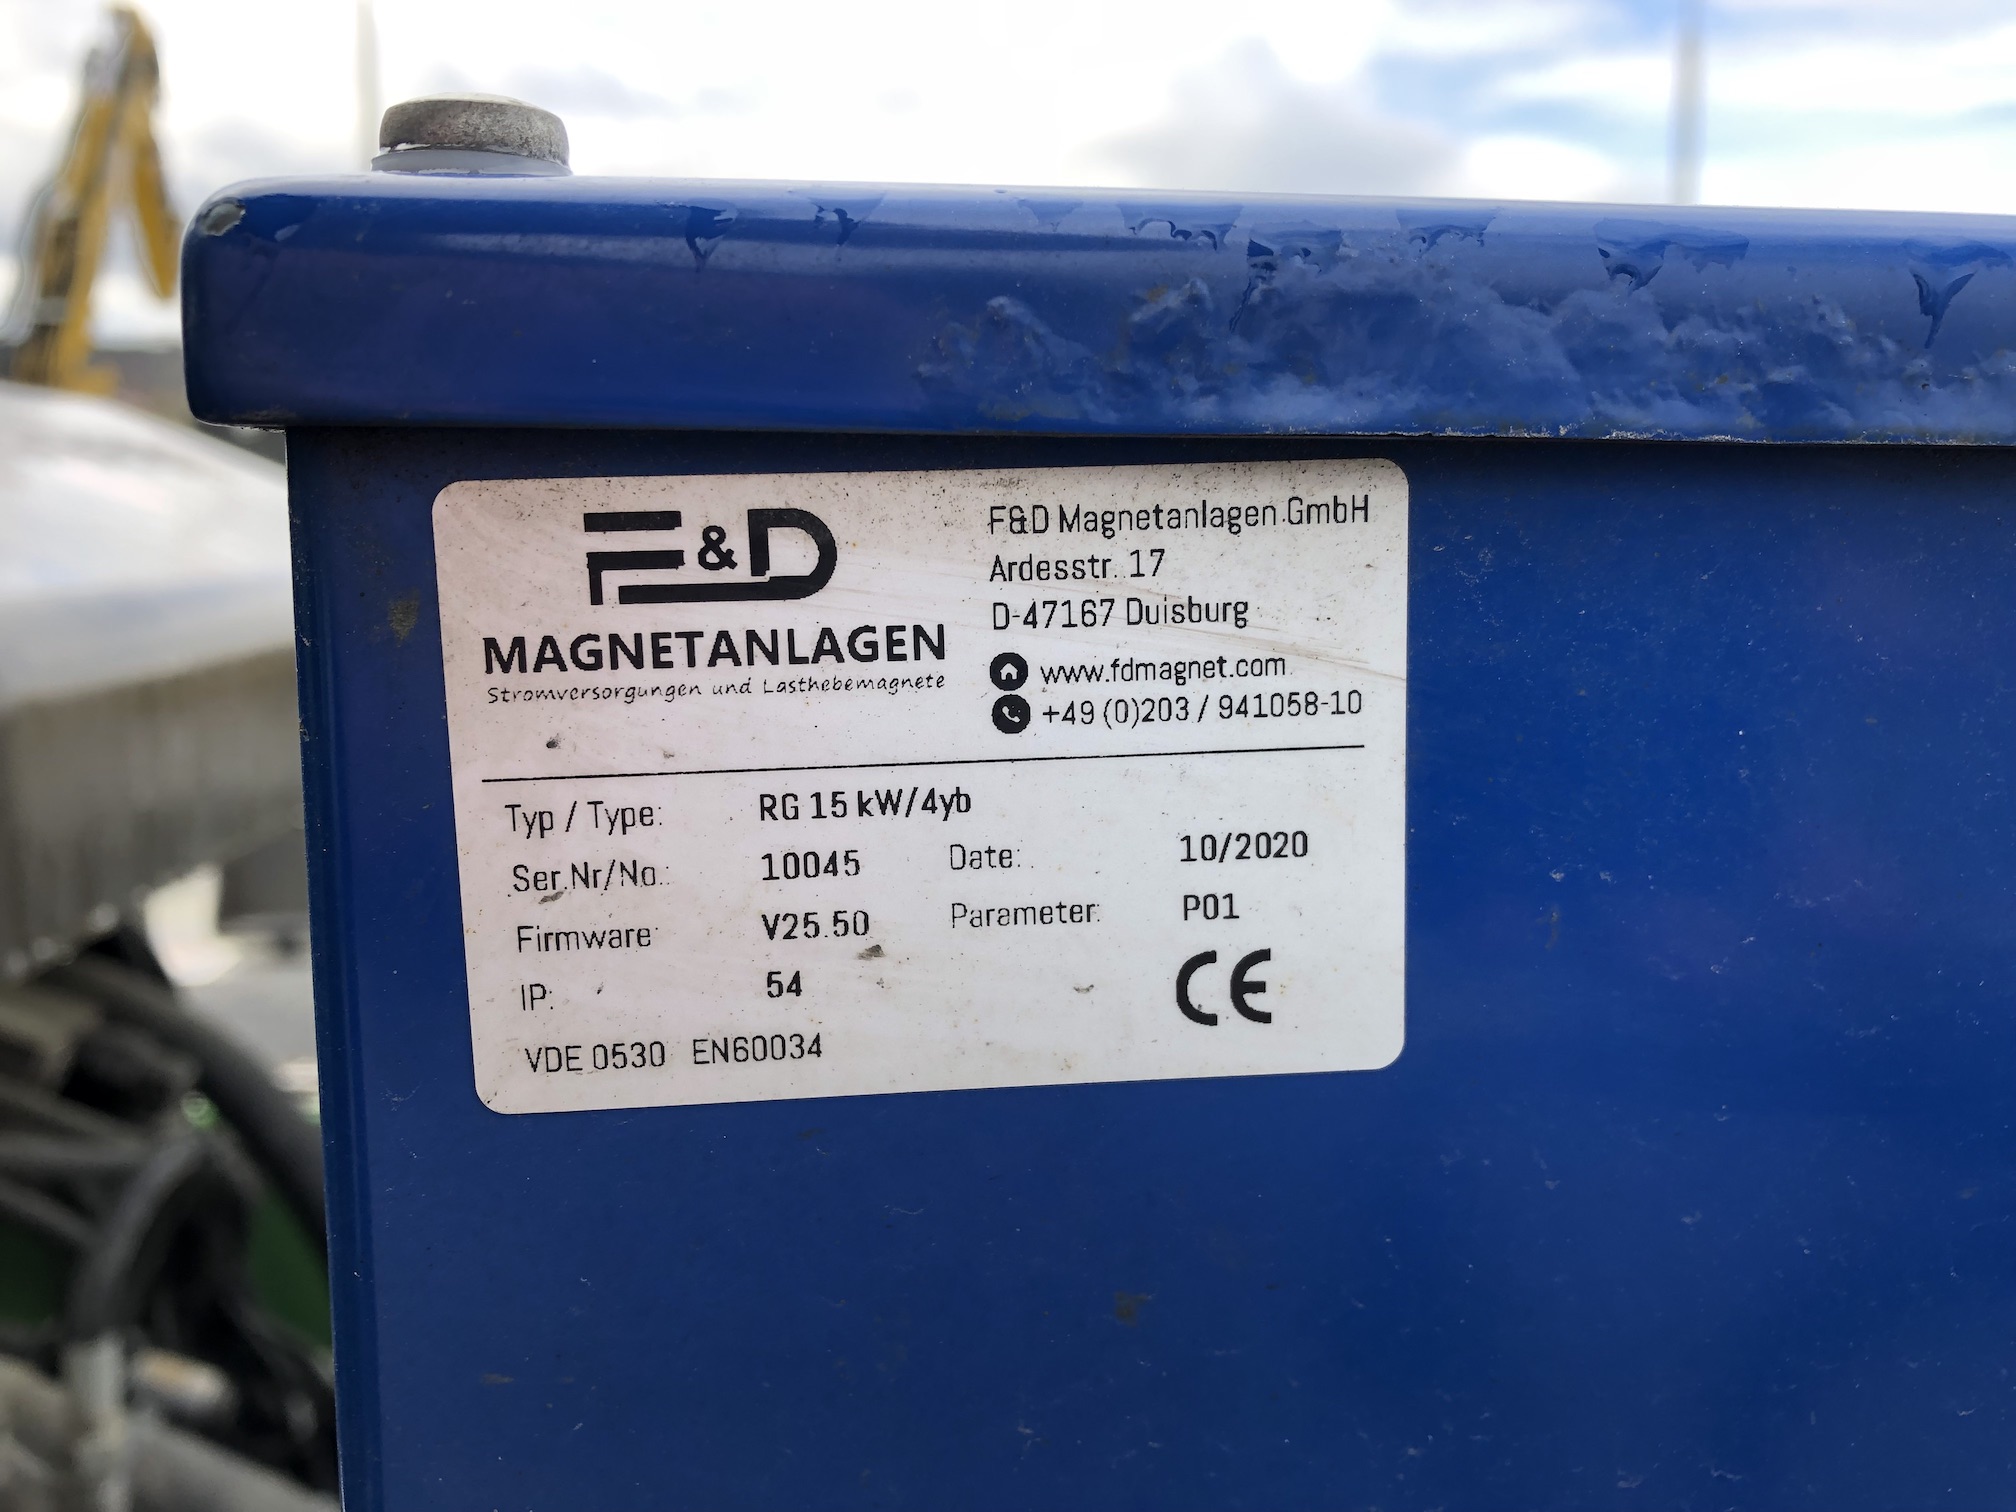 F&D
MAGNETANLAGEN
Stromversorgungen und Lasthebemagnete
F&D Magnetanlagen GmbH
Ardesstr. 17
D-47167 Duisburg
www.fdmagnet.com
+49 (0)203 / 941058-10
Typ / Type: RG 15 kW/4yb
Ser.Nr/No.: 10045 Date: 10/2020
Firmware: V25.50 Parameter: P01
IP: 54
CE
VDE 0530 EN60034